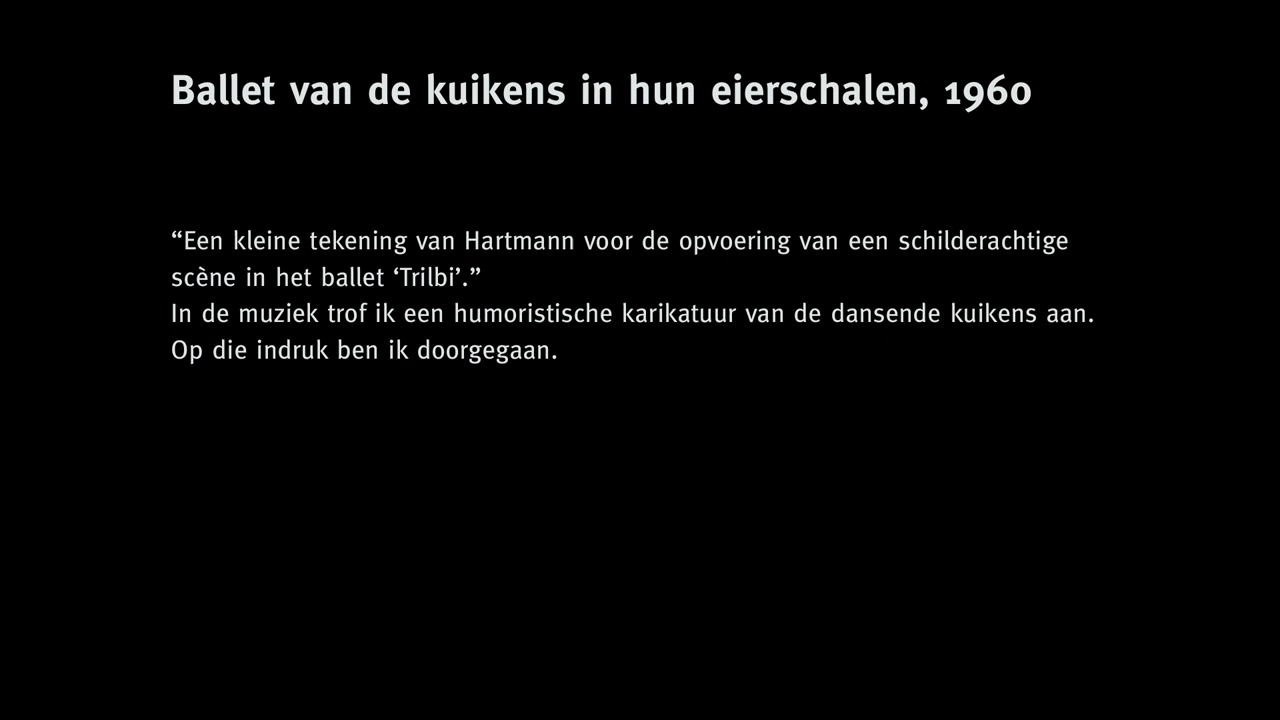 Ballet van de kuikens in hun eierschalen, 1960
“Een kleine tekening van Hartmann voor de opvoering van een schilderachtige
scène in het ballet ‘Trilbi’.”
In de muziek trof ik een humoristische karikatuur van de dansende kuikens aan.
Op die indruk ben ik doorgegaan.